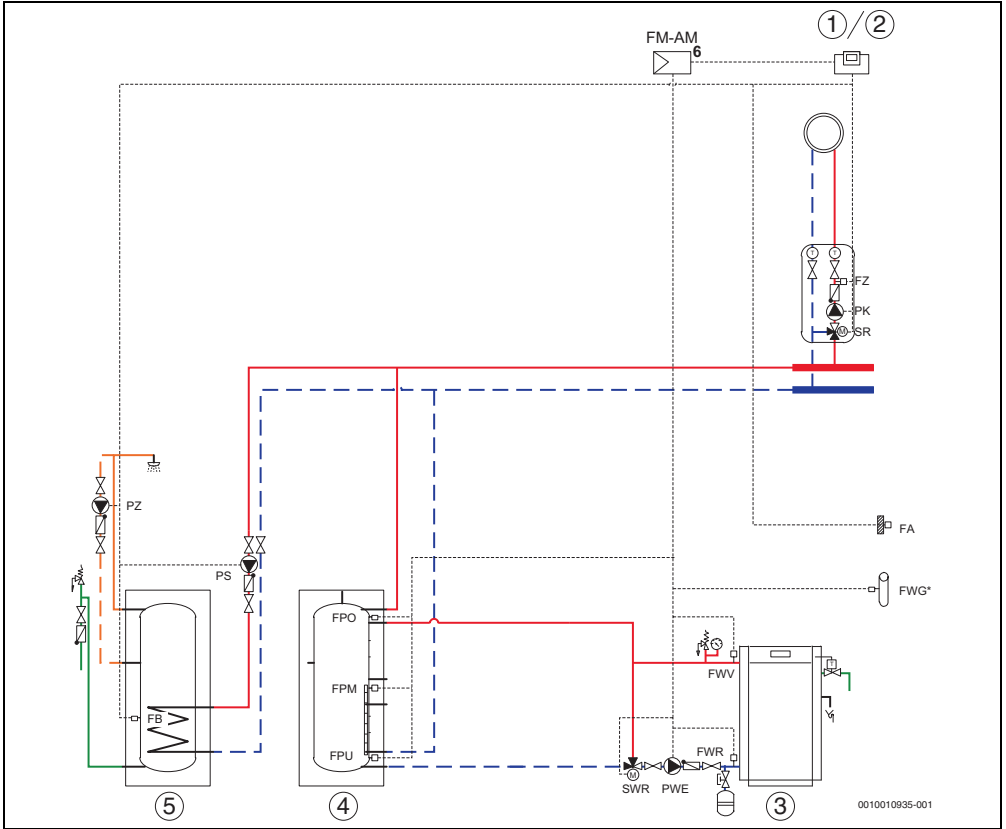 1/2
FM-AM
6
T
T
FZ
PK
M
SR
PZ
FA
PS
FWG*
FPO
T
FWV
FPM
FB
FPU
FWR
M
SWR
PWE
5
4
3
0010010935-001